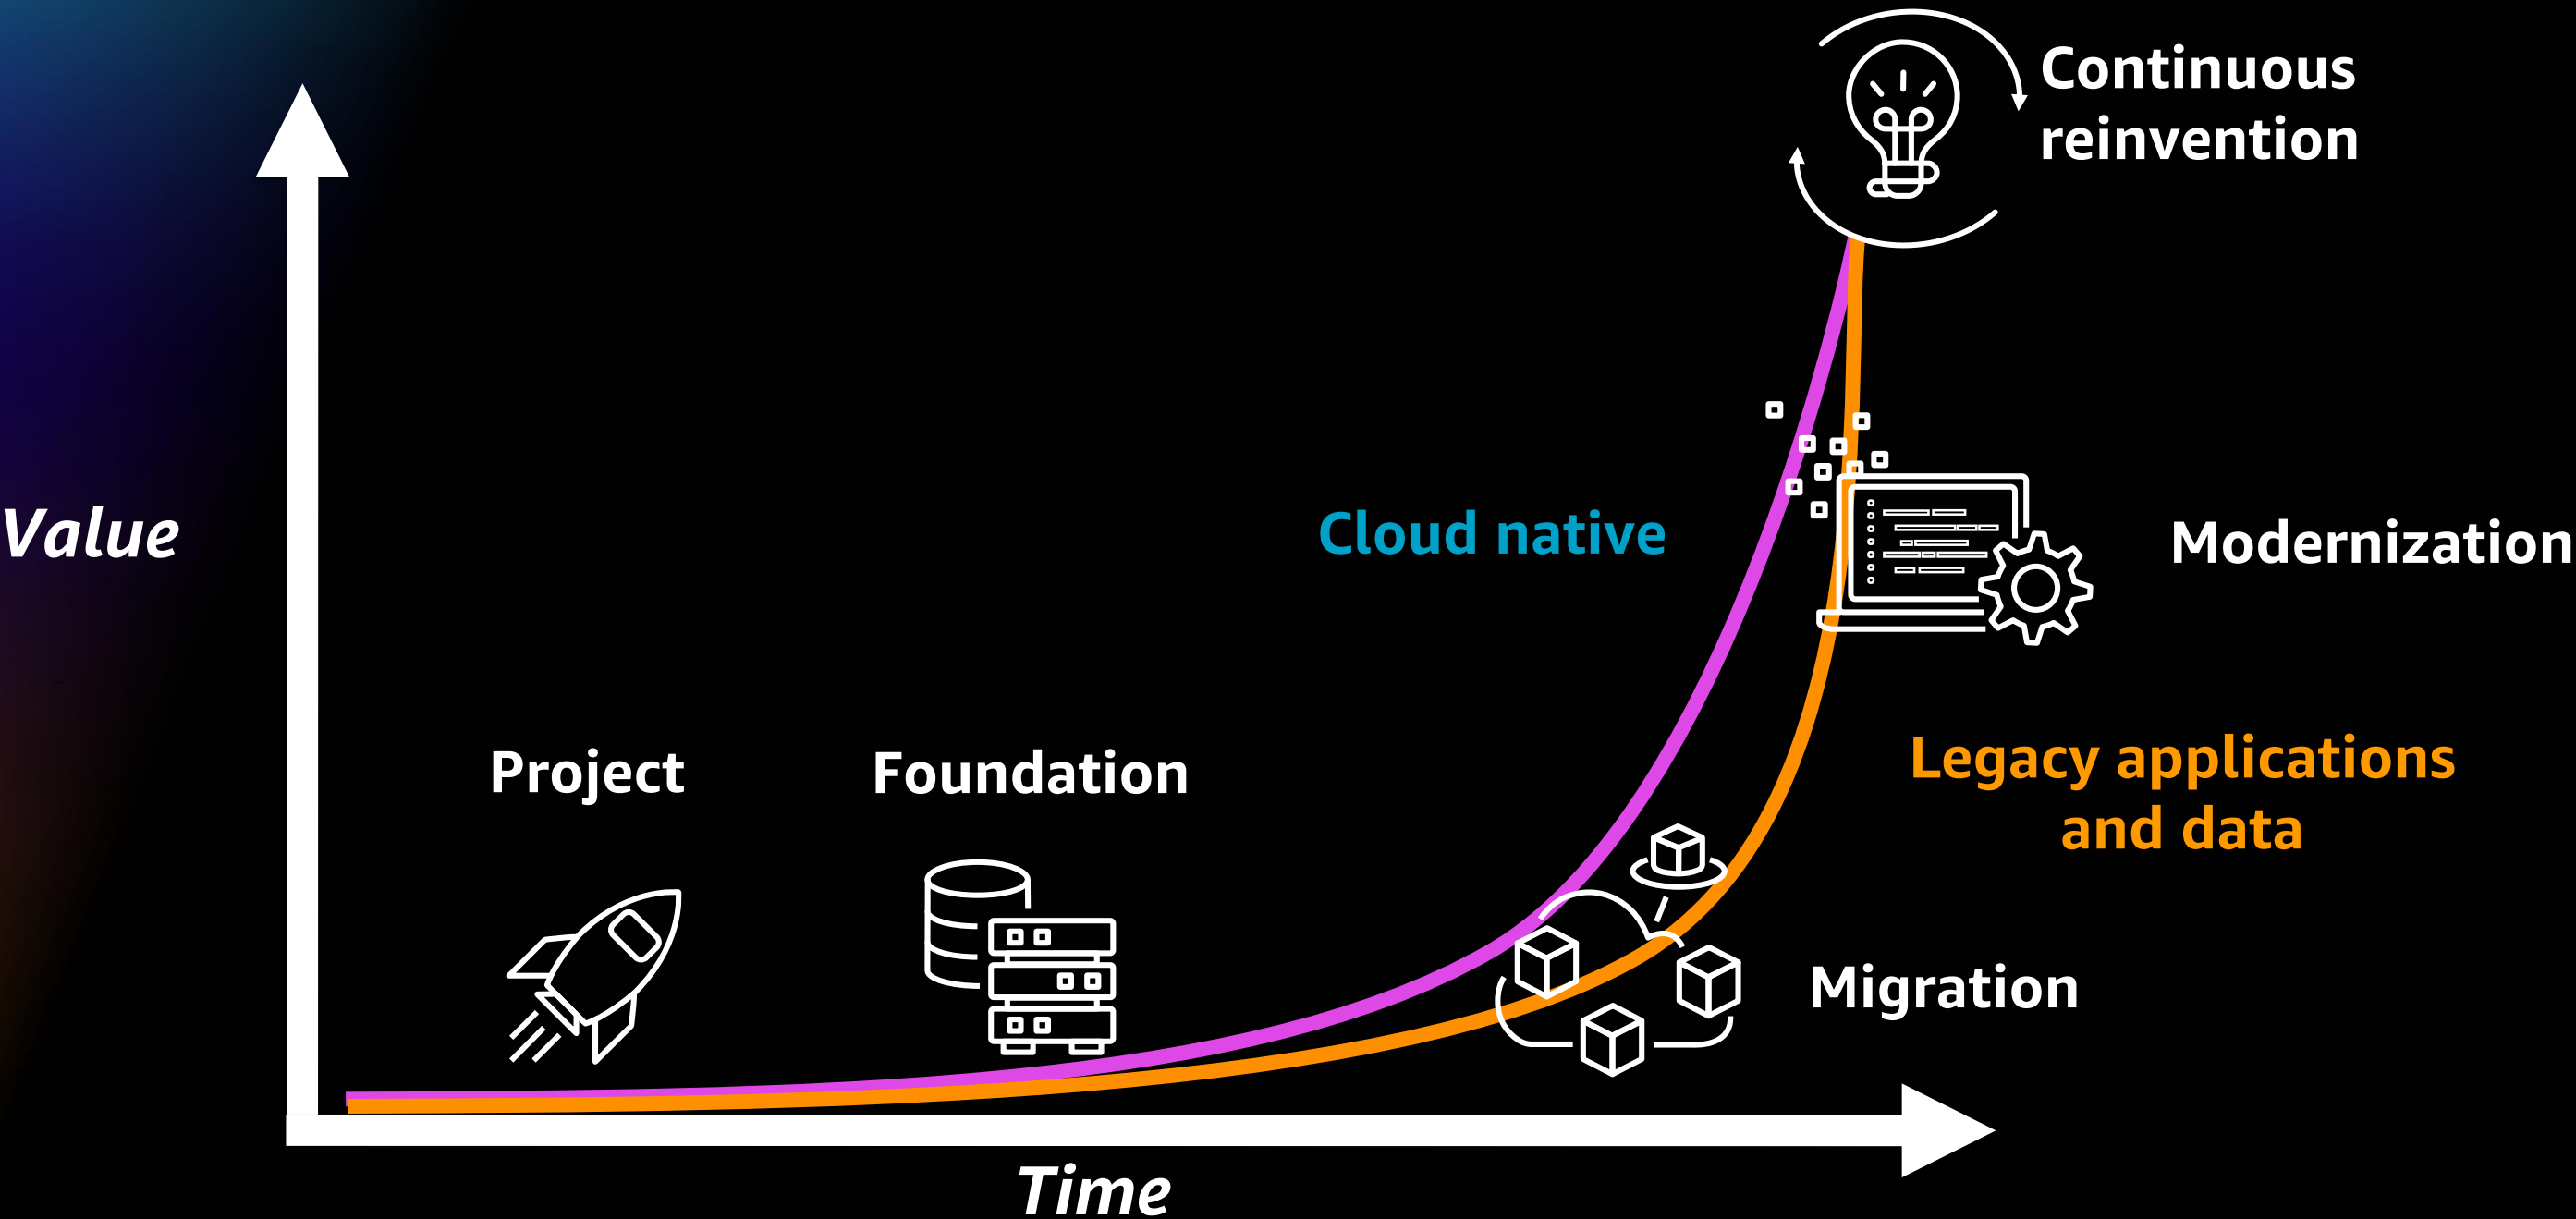 Continuous
reinvention
Value
Cloud native
Modernization
Project
Foundation
Legacy applications
and data
Migration
Time